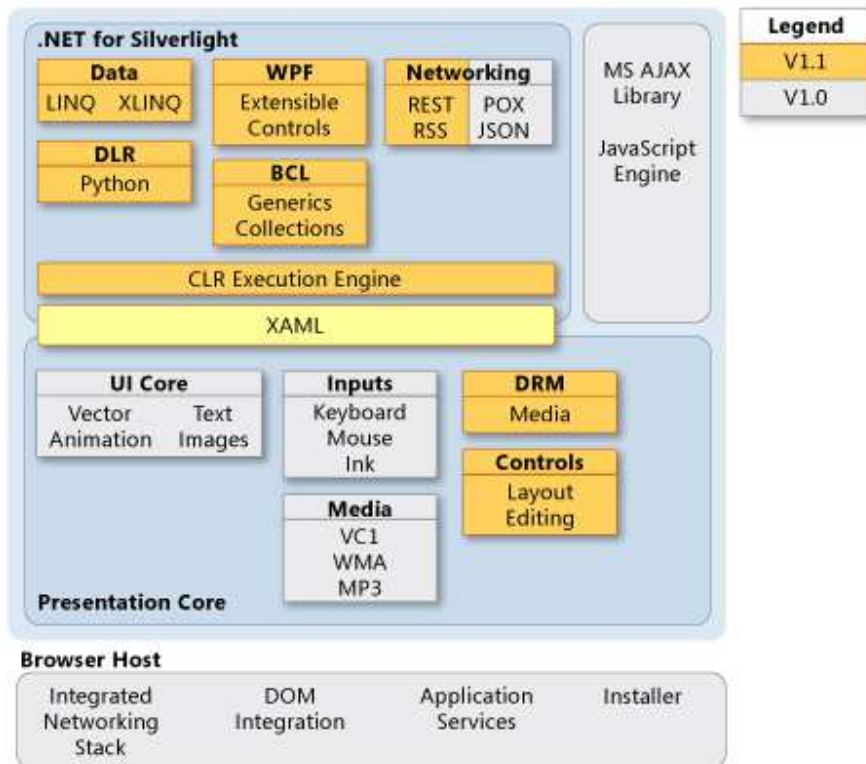 .NET for Silverlight
Data
LINQ XLINQ
WPF
Extensible
Controls
Networking
REST POX
RSS JSON
DLR
Python
BCL
Generics
Collections
CLR Execution Engine
XAML
MS AJAX
Library
JavaScript
Engine
Legend
V1.1
V1.0
UI Core
Vector Text
Animation Images
Inputs
Keyboard
Mouse
Ink
DRM
Media
Controls
Layout
Editing
Media
VC1
WMA
MP3
Presentation Core
Browser Host
Integrated
Networking
Stack
DOM
Integration
Application
Services
Installer